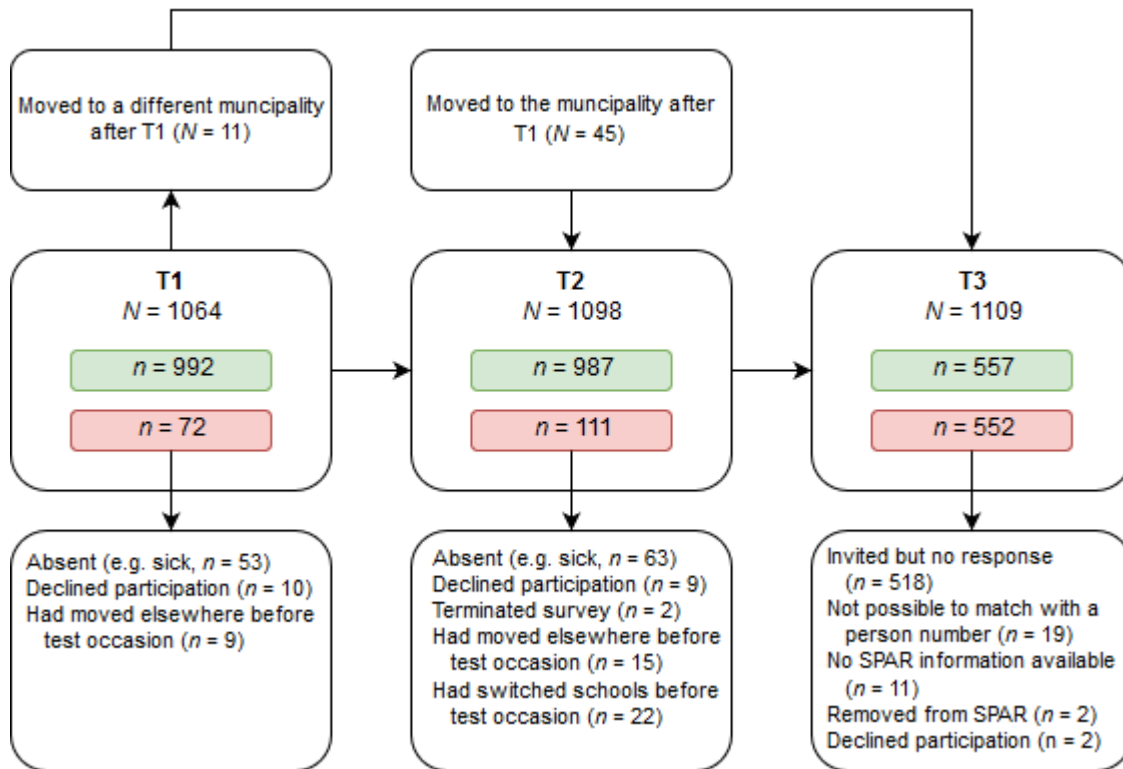 Moved to a different muncipality
after T1 (N = 11)
Moved to the muncipality after
T1 (N = 45)
T1
N = 1064
n = 992
n = 72
T2
N = 1098
n = 987
n = 111
T3
N = 1109
n = 557
n = 552
Absent (e.g. sick, n = 53)
Declined participation (n = 10)
Had moved elsewhere before
test occasion (n = 9)
Absent (e.g. sick, n = 63)
Declined participation (n = 9)
Terminated survey (n = 2)
Had moved elsewhere before
test occasion (n = 15)
Had switched schools before
test occasion (n = 22)
Invited but no response
(n = 518)
Not possible to match with a
person number (n = 19)
No SPAR information available
(n = 11)
Removed from SPAR (n = 2)
Declined participation (n = 2)